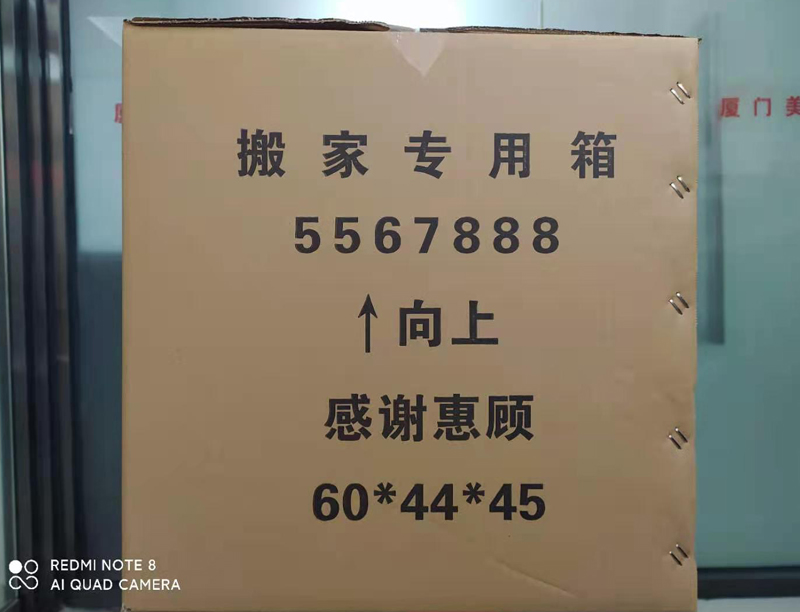 搬家专用箱
5567888
↑向上
感谢惠顾
60*44*45
厦门美
REDMI NOTE 8
AI QUAD CAMERA